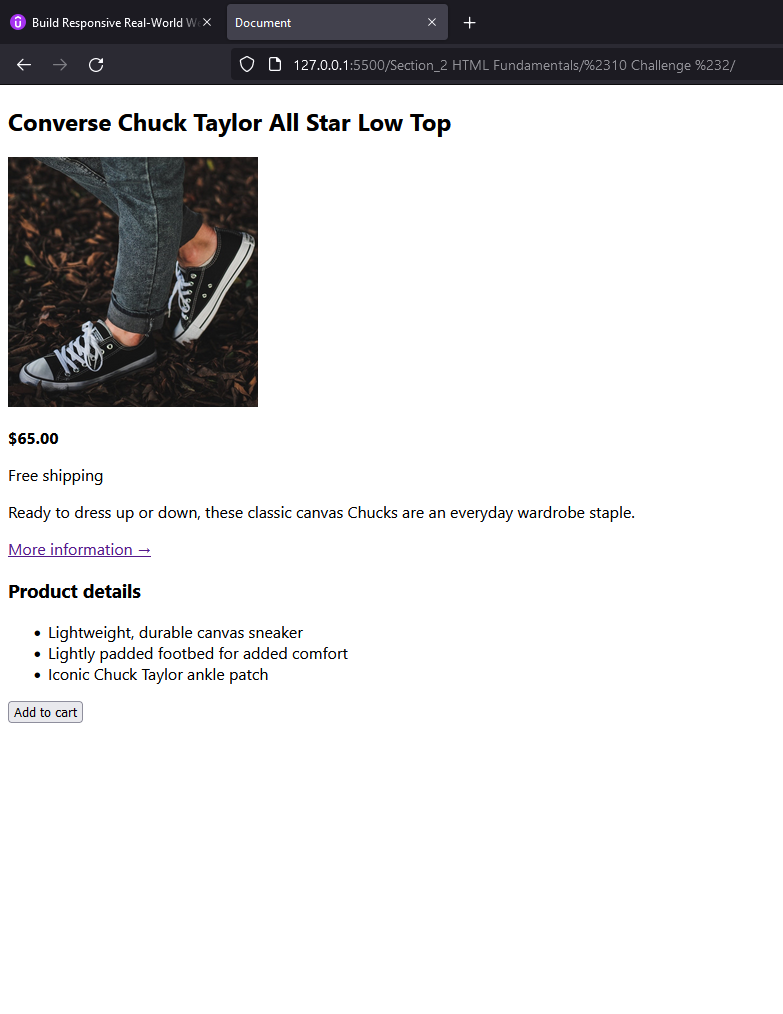 Build Responsive Real-World W
Document
127.0.0.1:5500/Section_2 HTML Fundamentals/%2310 Challenge %232/
Converse Chuck Taylor All Star Low Top
$65.00
Free shipping
Ready to dress up or down, these classic canvas Chucks are an everyday wardrobe staple.
More information →
Product details
• Lightweight, durable canvas sneaker
• Lightly padded footbed for added comfort
• Iconic Chuck Taylor ankle patch
Add to cart